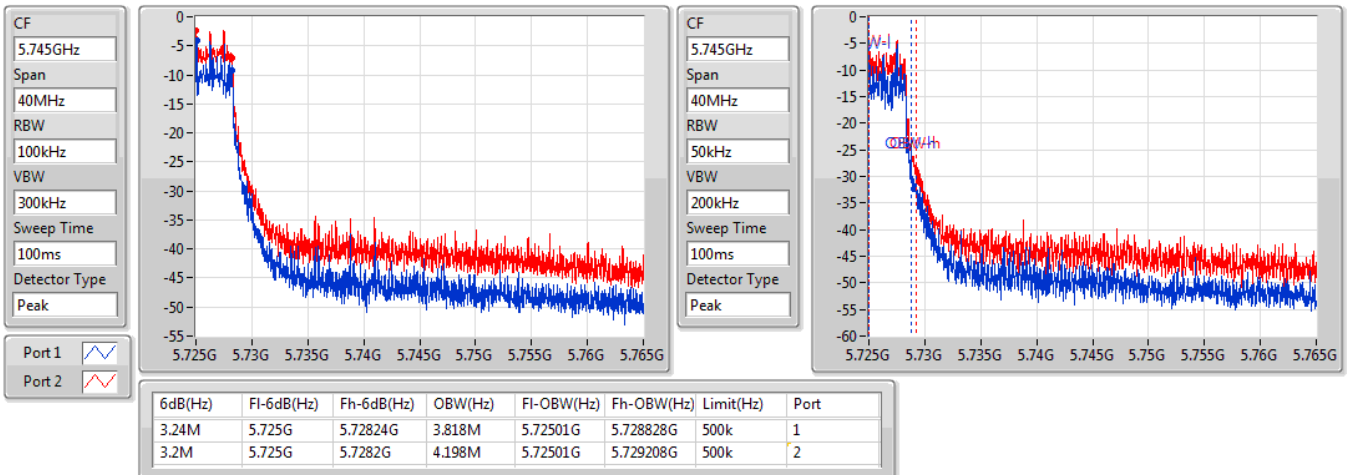 CF
5.745GHz
Span
40MHz
RBW
100kHz
VBW
300kHz
Sweep Time
100ms
Detector Type
Peak
Port 1
Port 2
0
-5
-10
-15
-20
-25
-30
-35
-40
-45
-50
-55
5.725G 5.73G 5.735G 5.74G 5.745G 5.75G 5.755G 5.76G 5.765G
CF
5.745GHz
Span
40MHz
RBW
50kHz
VBW
200kHz
Sweep Time
100ms
Detector Type
Peak
0
-5
-10
-15
-20
-25
-30
-35
-40
-45
-50
-55
-60
W-l
5.725G 5.73G 5.735G 5.74G 5.745G 5.75G 5.755G 5.76G 5.765G
6dB(Hz) Fl-6dB(Hz) Fh-6dB(Hz) OBW(Hz) Fl-OBW(Hz) Fh-OBW(Hz) Limit(Hz) Port
3.24M 5.725G 5.72824G 3.818M 5.72501G 5.728828G 500k 1
3.2M 5.725G 5.7282G 4.198M 5.72501G 5.729208G 500k 2